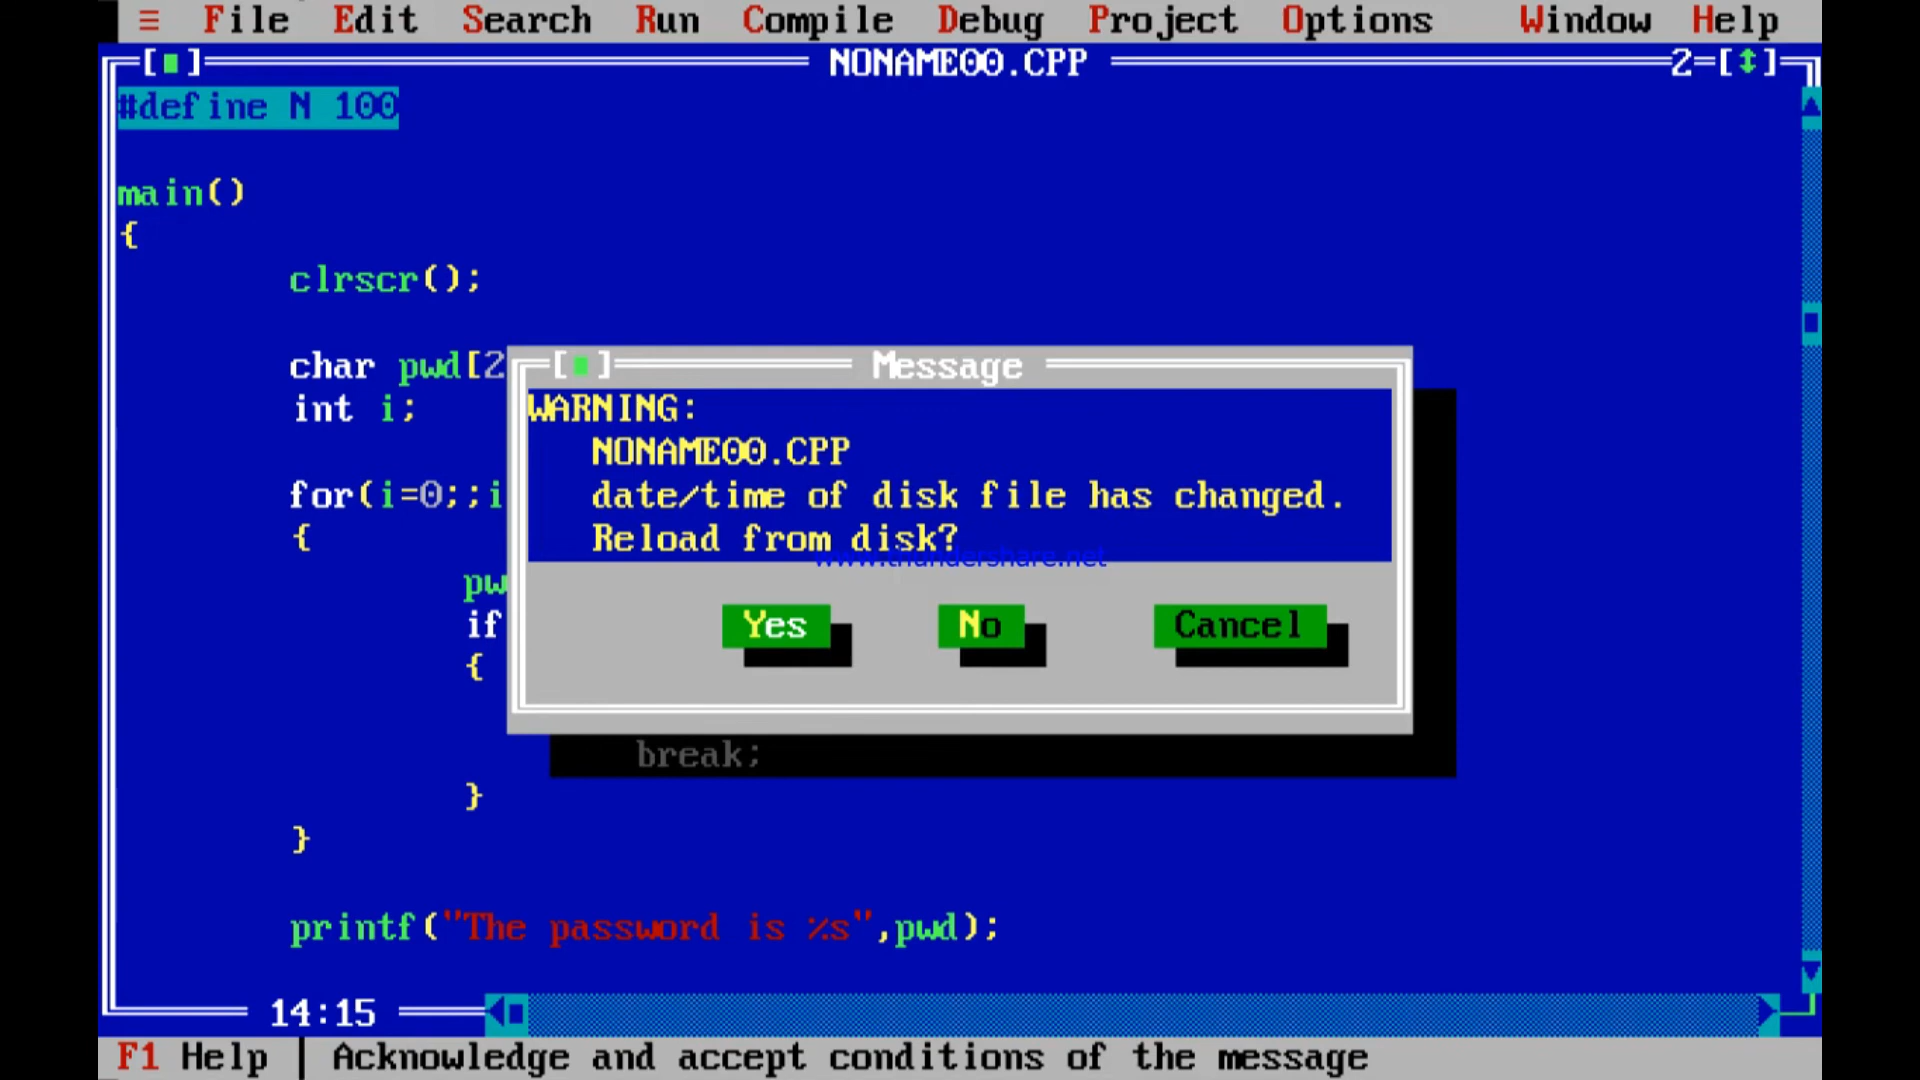 ≡ File Edit Search Run Compile Debug Project Options Window Help
[■] NONAME00.CPP 2=[↕]
#define N 100
main()
{
clrscr();
char pwd[2
int i;
for(i=0;;i
{
pw
if
{
break;
}
}
printf("The password is %s",pwd);
[■] Message
WARNING:
NONAME00.CPP
date/time of disk file has changed.
Reload from disk?
www.thundershare.net
Yes No Cancel
14:15
F1 Help | Acknowledge and accept conditions of the message